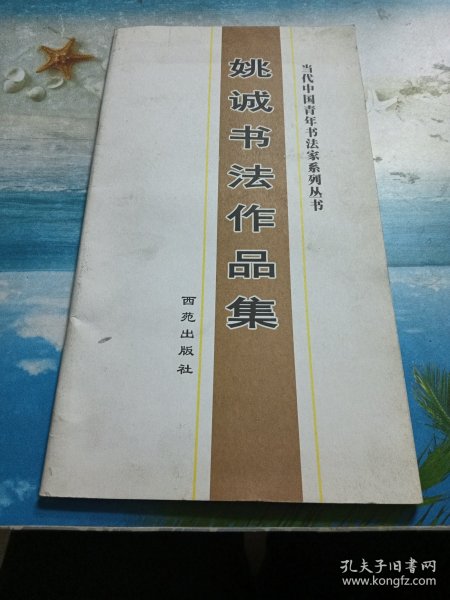 当代中国青年书法家系列丛书
姚诚书法作品集
西苑出版社
孔夫子旧书网
www.kongfz.com